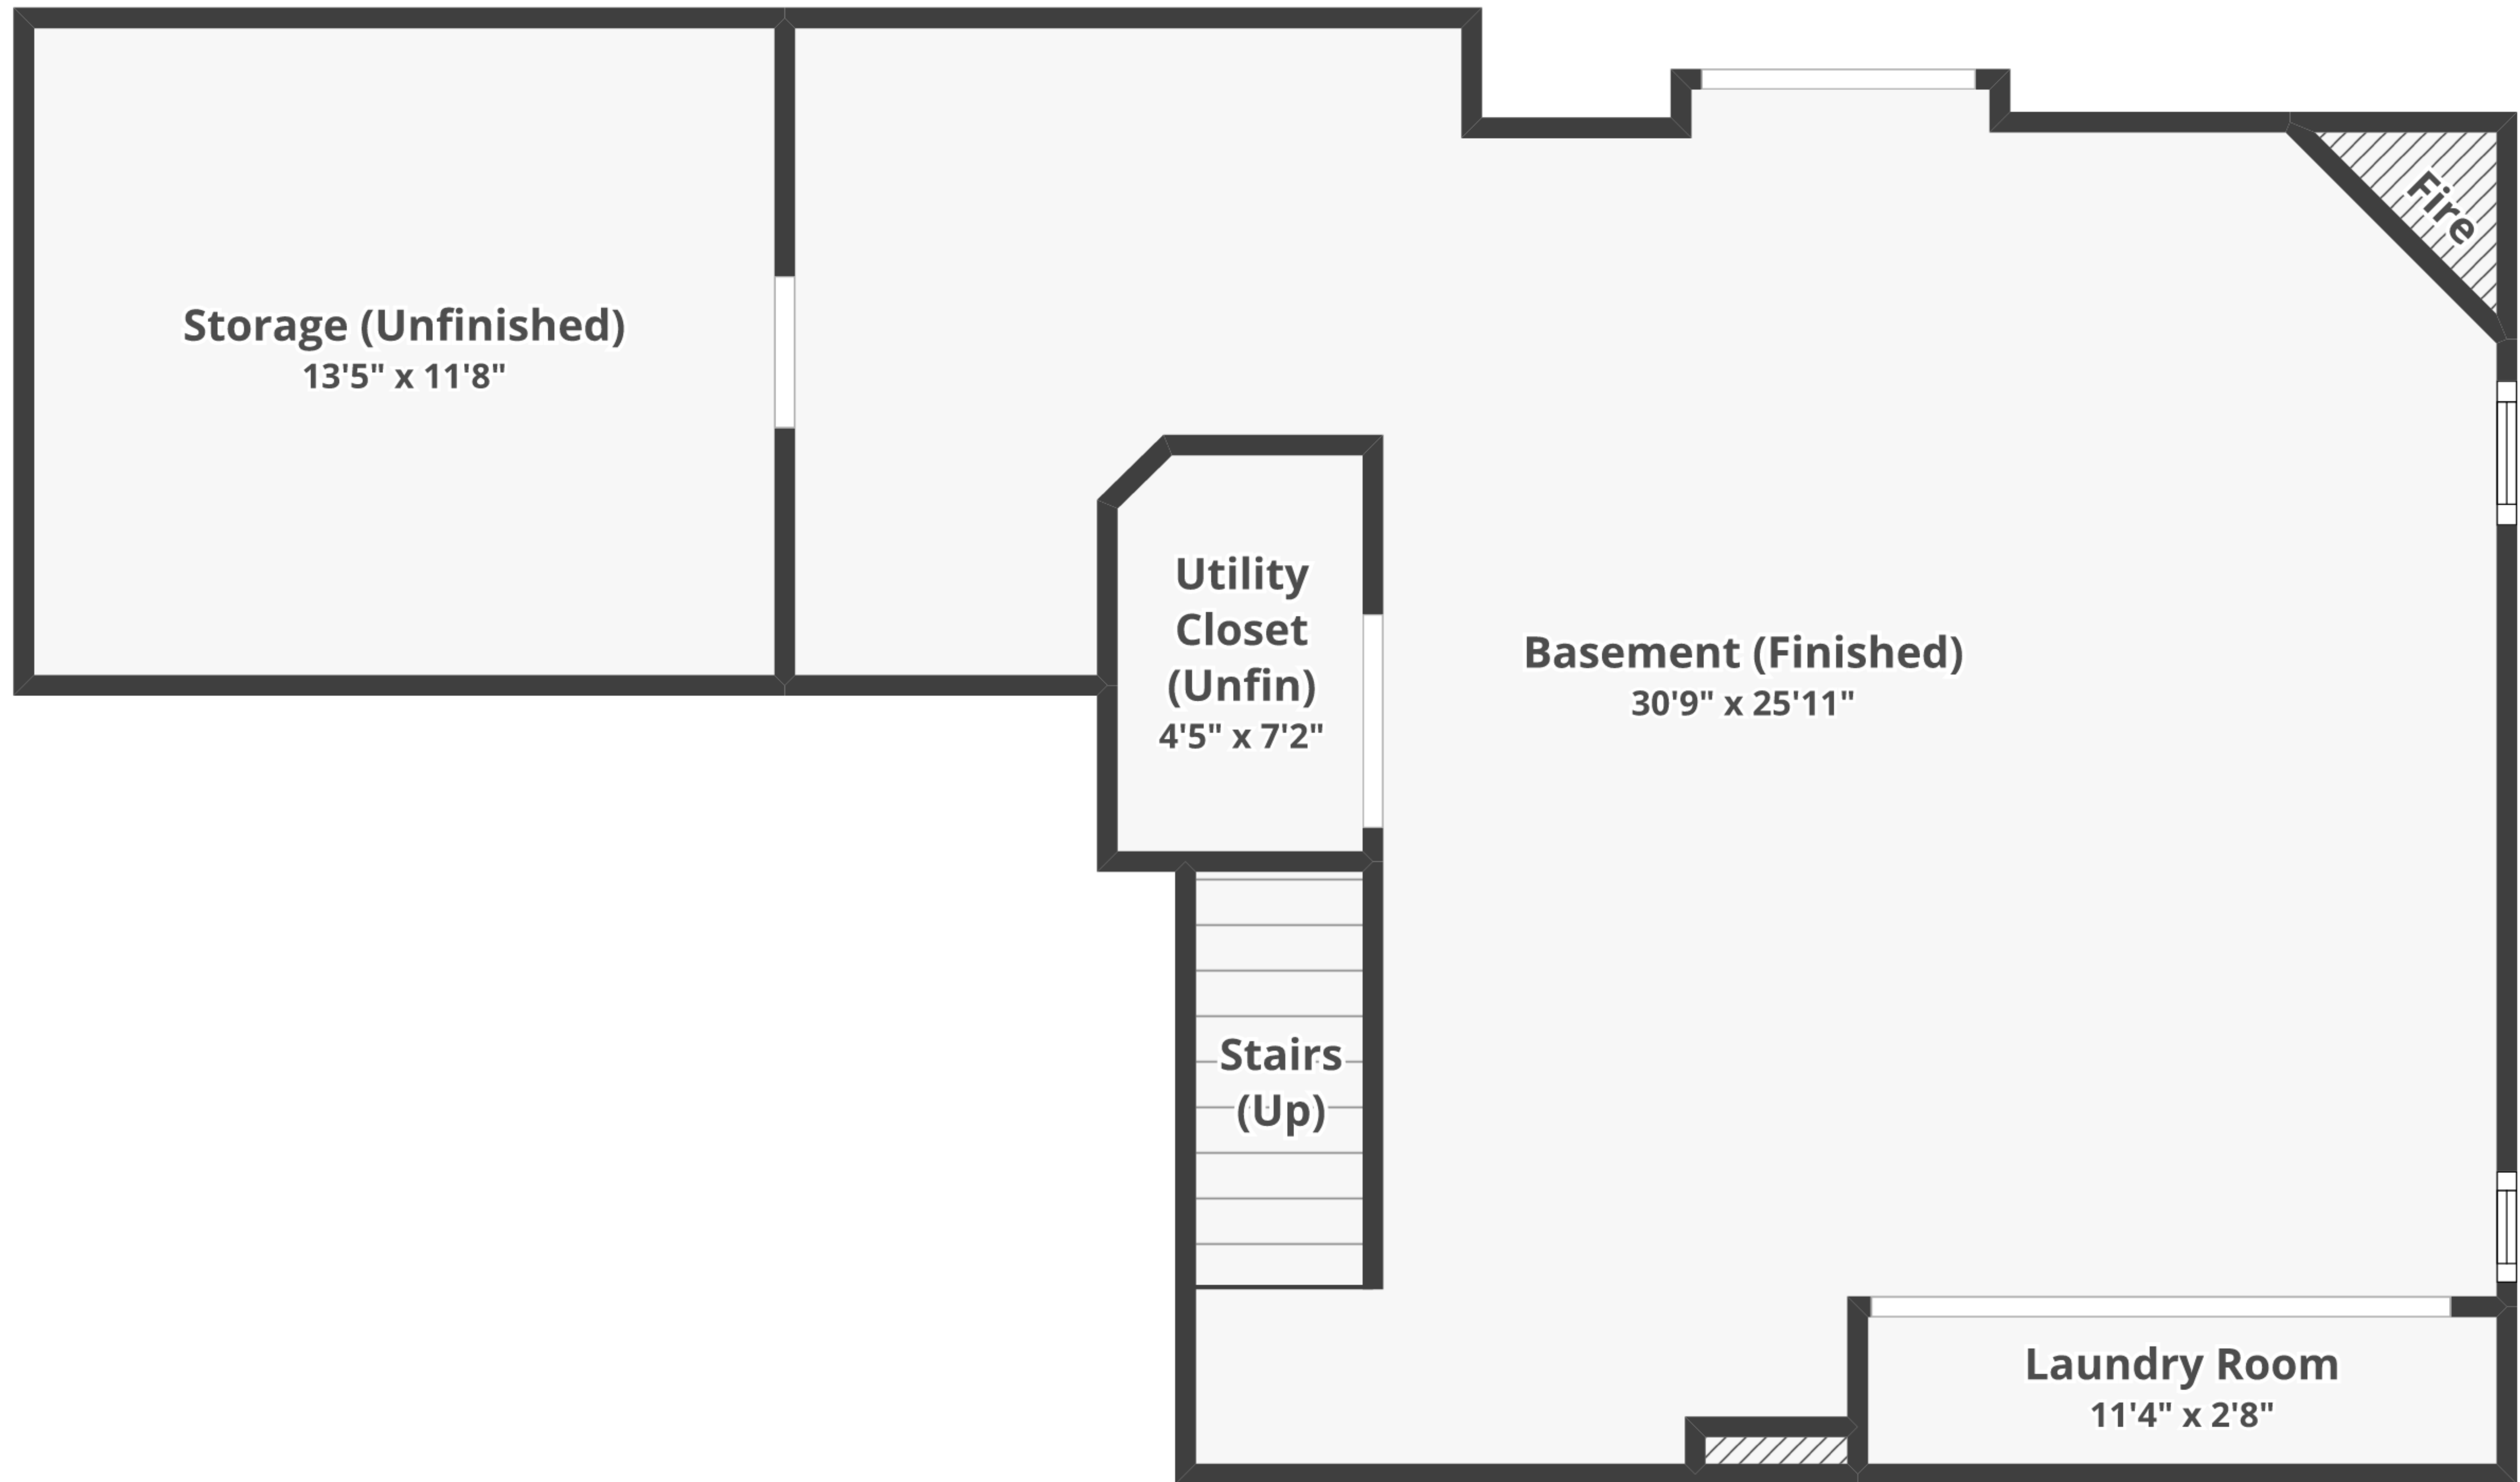 Fire
Storage (Unfinished)
13'5" x 11'8"
Utility
Closet
(Unfin)
4'5" x 7'2"
Basement (Finished)
30'9" x 25'11"
Stairs
(Up)
Laundry Room
11'4" x 2'8"